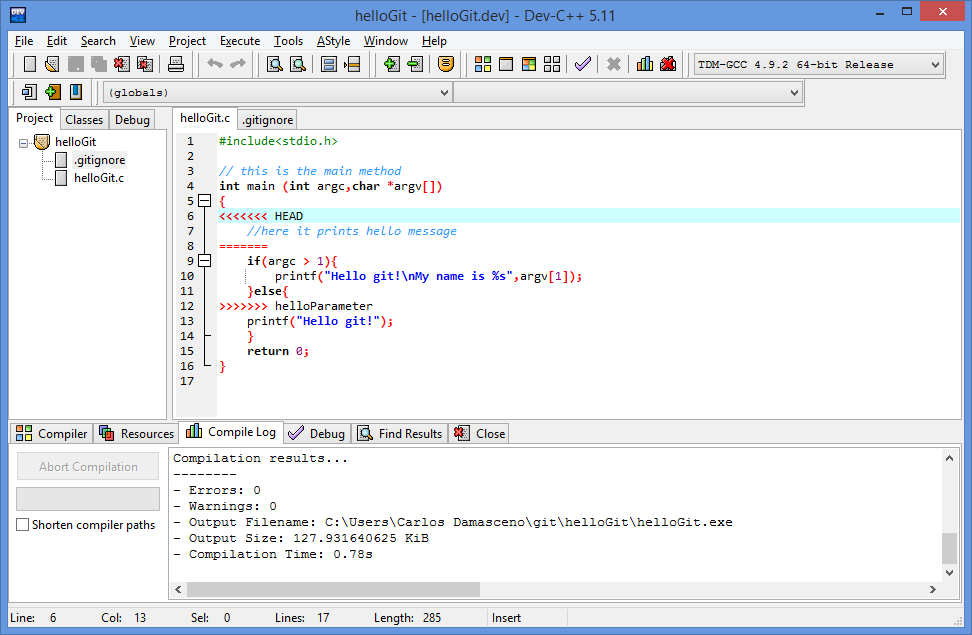 helloGit - [helloGit.dev] - Dev-C++ 5.11
File Edit Search View Project Execute Tools AStyle Window Help
TDM-GCC 4.9.2 64-bit Release
(globals)
Project Classes Debug
helloGit
.gitignore
helloGit.c
helloGit.c .gitignore
1 #include<stdio.h>
2
3 // this is the main method
4 int main (int argc,char *argv[])
5 {
6 <<<<<<< HEAD
7 //here it prints hello message
8 =======
9 if(argc > 1){
10 printf("Hello git!\nMy name is %s",argv[1]);
11 }else{
12 >>>>>>> helloParameter
13 printf("Hello git!");
14 }
15 return 0;
16 }
17
Compiler Resources Compile Log Debug Find Results Close
Abort Compilation
Shorten compiler paths
Compilation results...
--------
- Errors: 0
- Warnings: 0
- Output Filename: C:\Users\Carlos Damasceno\git\helloGit\helloGit.exe
- Output Size: 127.931640625 KiB
- Compilation Time: 0.78s
Line: 6 Col: 13 Sel: 0 Lines: 17 Length: 285 Insert